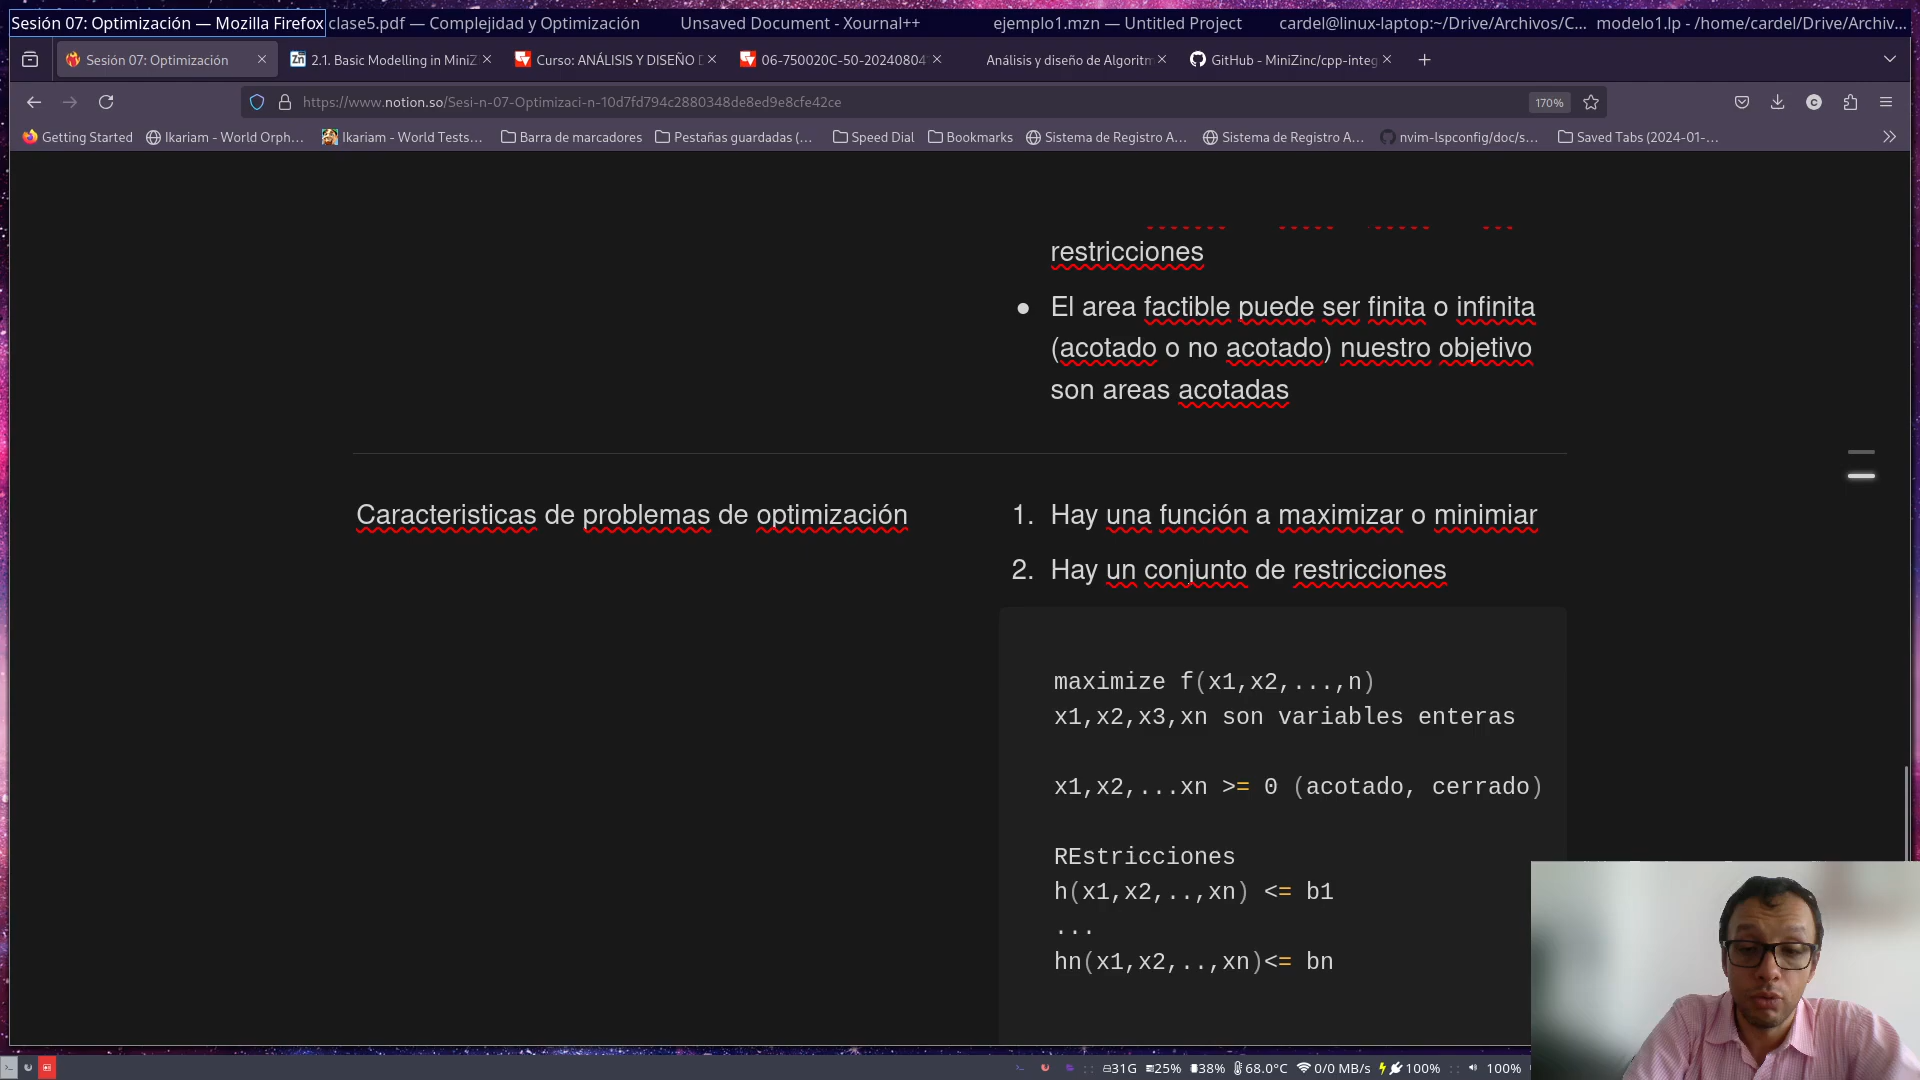 Sesión 07: Optimización — Mozilla Firefox clase5.pdf — Complejidad y Optimización Unsaved Document - Xournal++ ejemplo1.mzn — Untitled Project cardel@linux-laptop:~/Drive/Archivos/C... modelo1.lp - /home/cardel/Drive/Archiv...
Sesión 07: Optimización 2.1. Basic Modelling in MiniZ Curso: ANÁLISIS Y DISEÑO D 06-750020C-50-20240804 Análisis y diseño de Algoritm GitHub - MiniZinc/cpp-integ
https://www.notion.so/Sesi-n-07-Optimizaci-n-10d7fd794c2880348de8ed9e8cfe42ce 170%
Getting Started Ikariam - World Orph... Ikariam - World Tests... Barra de marcadores Pestañas guardadas (... Speed Dial Bookmarks Sistema de Registro A... Sistema de Registro A... nvim-lspconfig/doc/s... Saved Tabs (2024-01-...
restricciones
● El area factible puede ser finita o infinita
(acotado o no acotado) nuestro objetivo
son areas acotadas
Caracteristicas de problemas de optimización
1. Hay una función a maximizar o minimiar
2. Hay un conjunto de restricciones
maximize f(x1,x2,...,n)
x1,x2,x3,xn son variables enteras
x1,x2,...xn >= 0 (acotado, cerrado)
REstricciones
h(x1,x2,..,xn) <= b1
...
hn(x1,x2,..,xn)<= bn
31G 25% 38% 68.0°C 0/0 MB/s 100% 100%